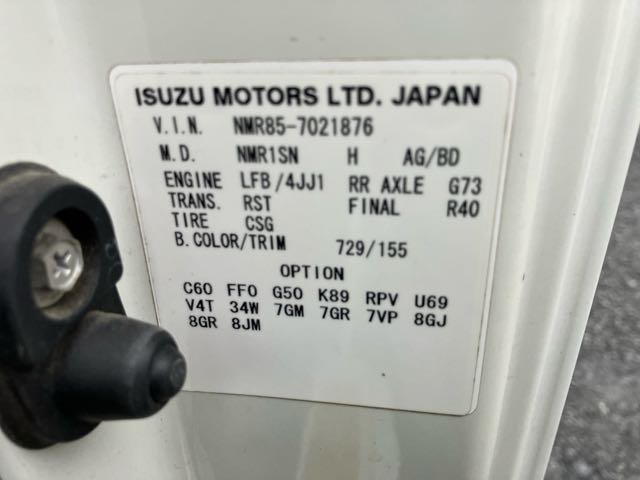 ISUZU MOTORS LTD. JAPAN
V.I.N. NMR85-7021876
M.D. NMR1SN H AG/BD
ENGINE LFB/4JJ1 RR AXLE G73
TRANS. RST FINAL R40
TIRE CSG
B.COLOR/TRIM 729/155
OPTION
C60 FF0 G50 K89 RPV U69
V4T 34W 7GM 7GR 7VP 8GJ
8GR 8JM